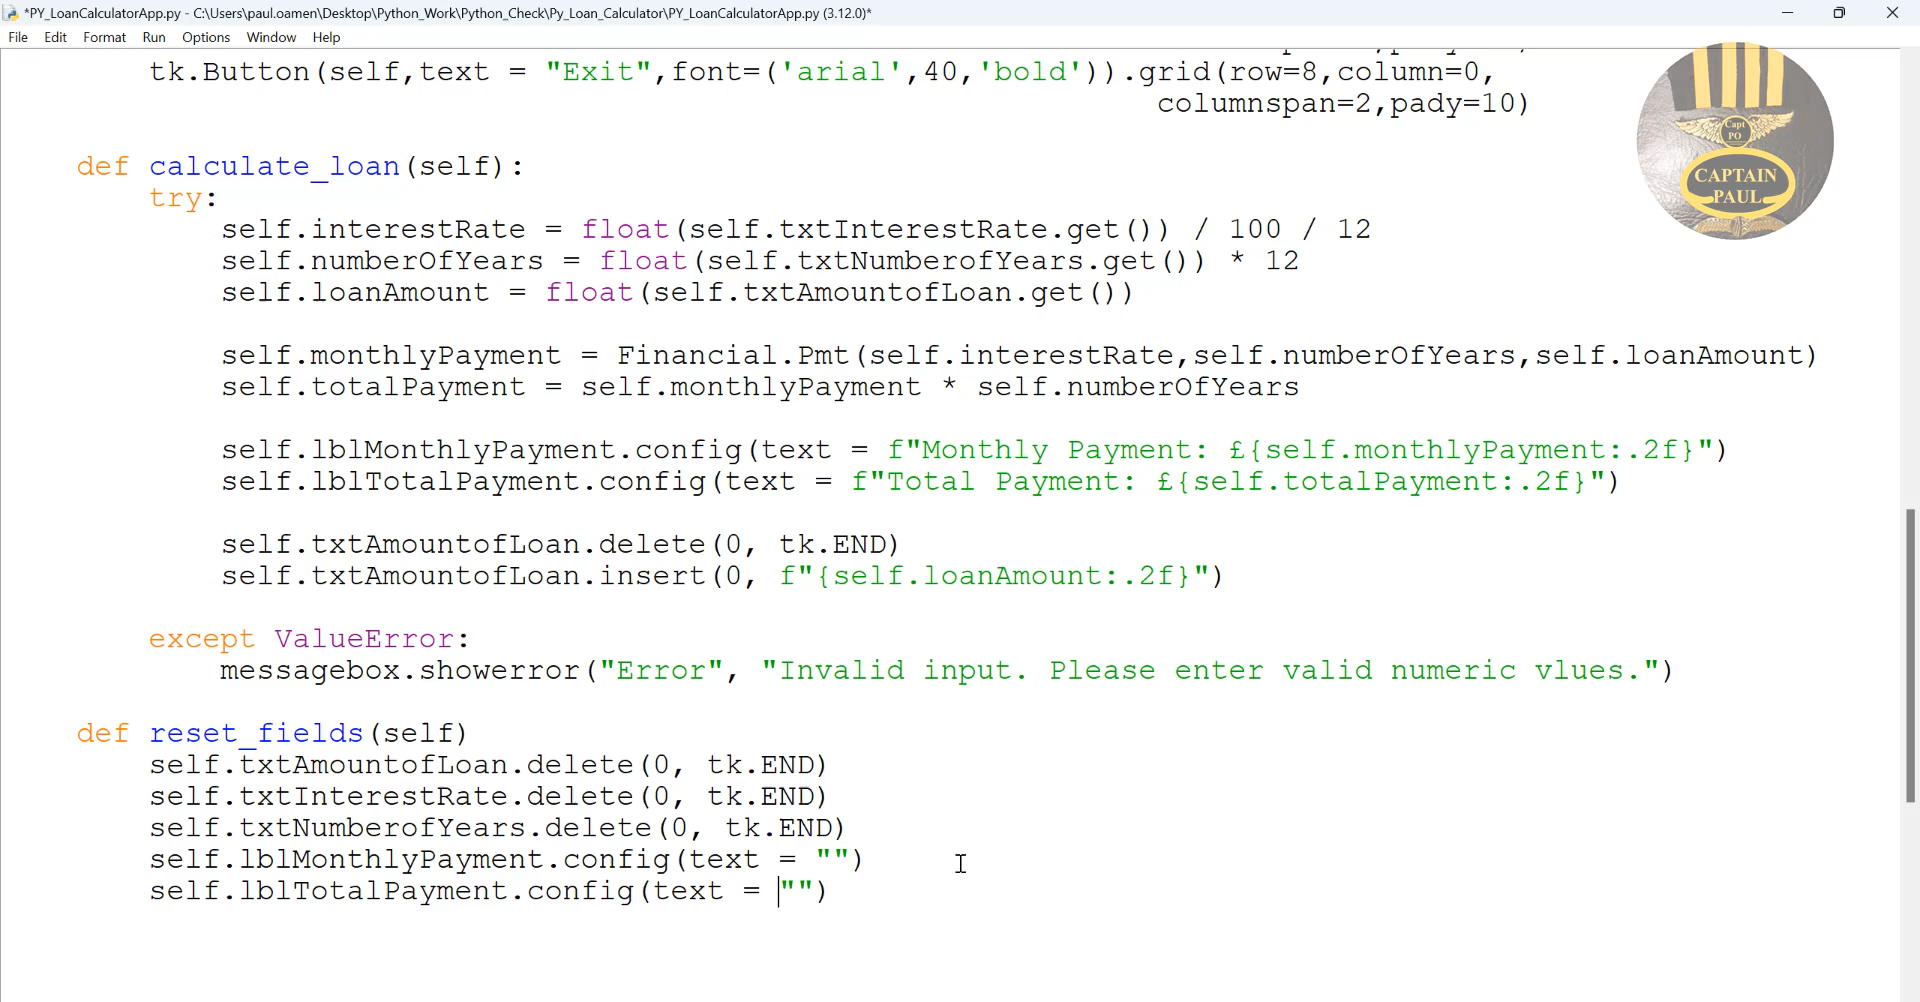 *PY_LoanCalculatorApp.py - C:\Users\paul.oamen\Desktop\Python_Work\Python_Check\Py_Loan_Calculator\PY_LoanCalculatorApp.py (3.12.0)*
File Edit Format Run Options Window Help
tk.Button(self,text = "Exit",font=('arial',40,'bold')).grid(row=8,column=0,
columnspan=2,pady=10)
Capt
PO
CAPTAIN
PAUL
def calculate_loan(self):
try:
self.interestRate = float(self.txtInterestRate.get()) / 100 / 12
self.numberOfYears = float(self.txtNumberofYears.get()) * 12
self.loanAmount = float(self.txtAmountofLoan.get())
self.monthlyPayment = Financial.Pmt(self.interestRate,self.numberOfYears,self.loanAmount)
self.totalPayment = self.monthlyPayment * self.numberOfYears
self.lblMonthlyPayment.config(text = f"Monthly Payment: £{self.monthlyPayment:.2f}")
self.lblTotalPayment.config(text = f"Total Payment: £{self.totalPayment:.2f}")
self.txtAmountofLoan.delete(0, tk.END)
self.txtAmountofLoan.insert(0, f"{self.loanAmount:.2f}")
except ValueError:
messagebox.showerror("Error", "Invalid input. Please enter valid numeric vlues.")
def reset_fields(self)
self.txtAmountofLoan.delete(0, tk.END)
self.txtInterestRate.delete(0, tk.END)
self.txtNumberofYears.delete(0, tk.END)
self.lblMonthlyPayment.config(text = "")
self.lblTotalPayment.config(text = "")